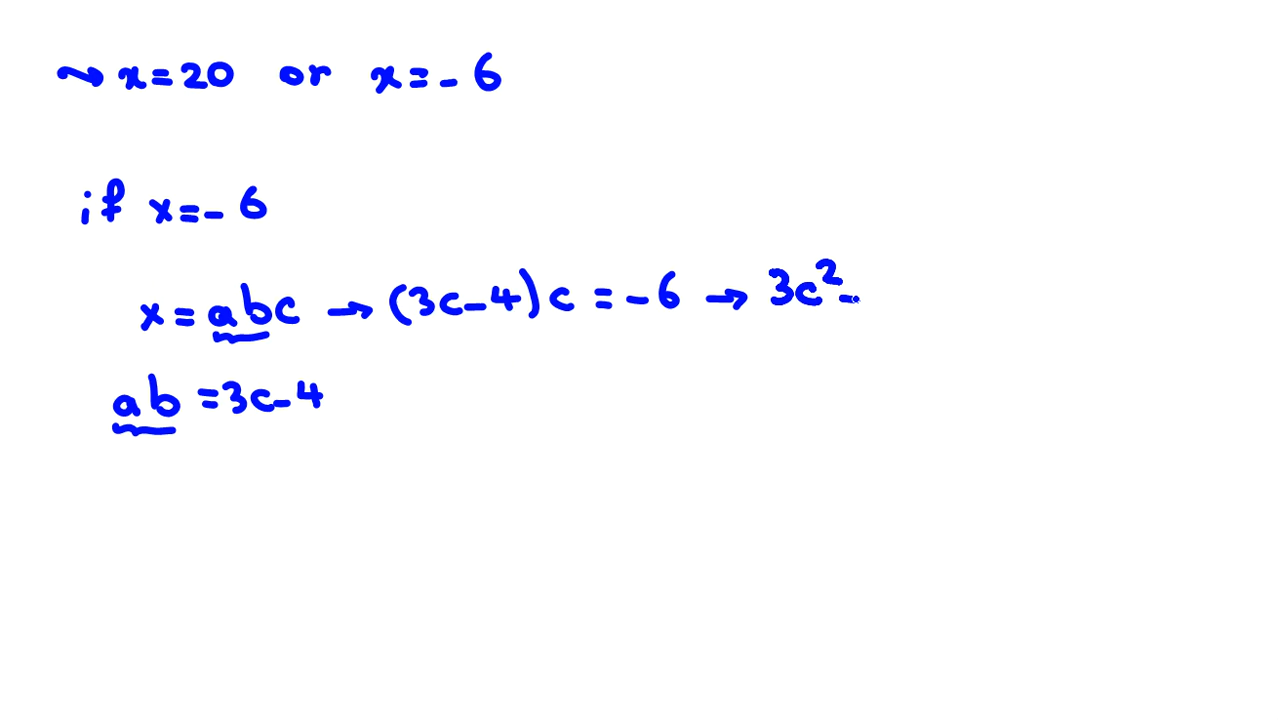 ↝ x=20 or x=-6
if x=-6
x=abc → (3c-4)c=-6 → 3c²-
ab=3c-4